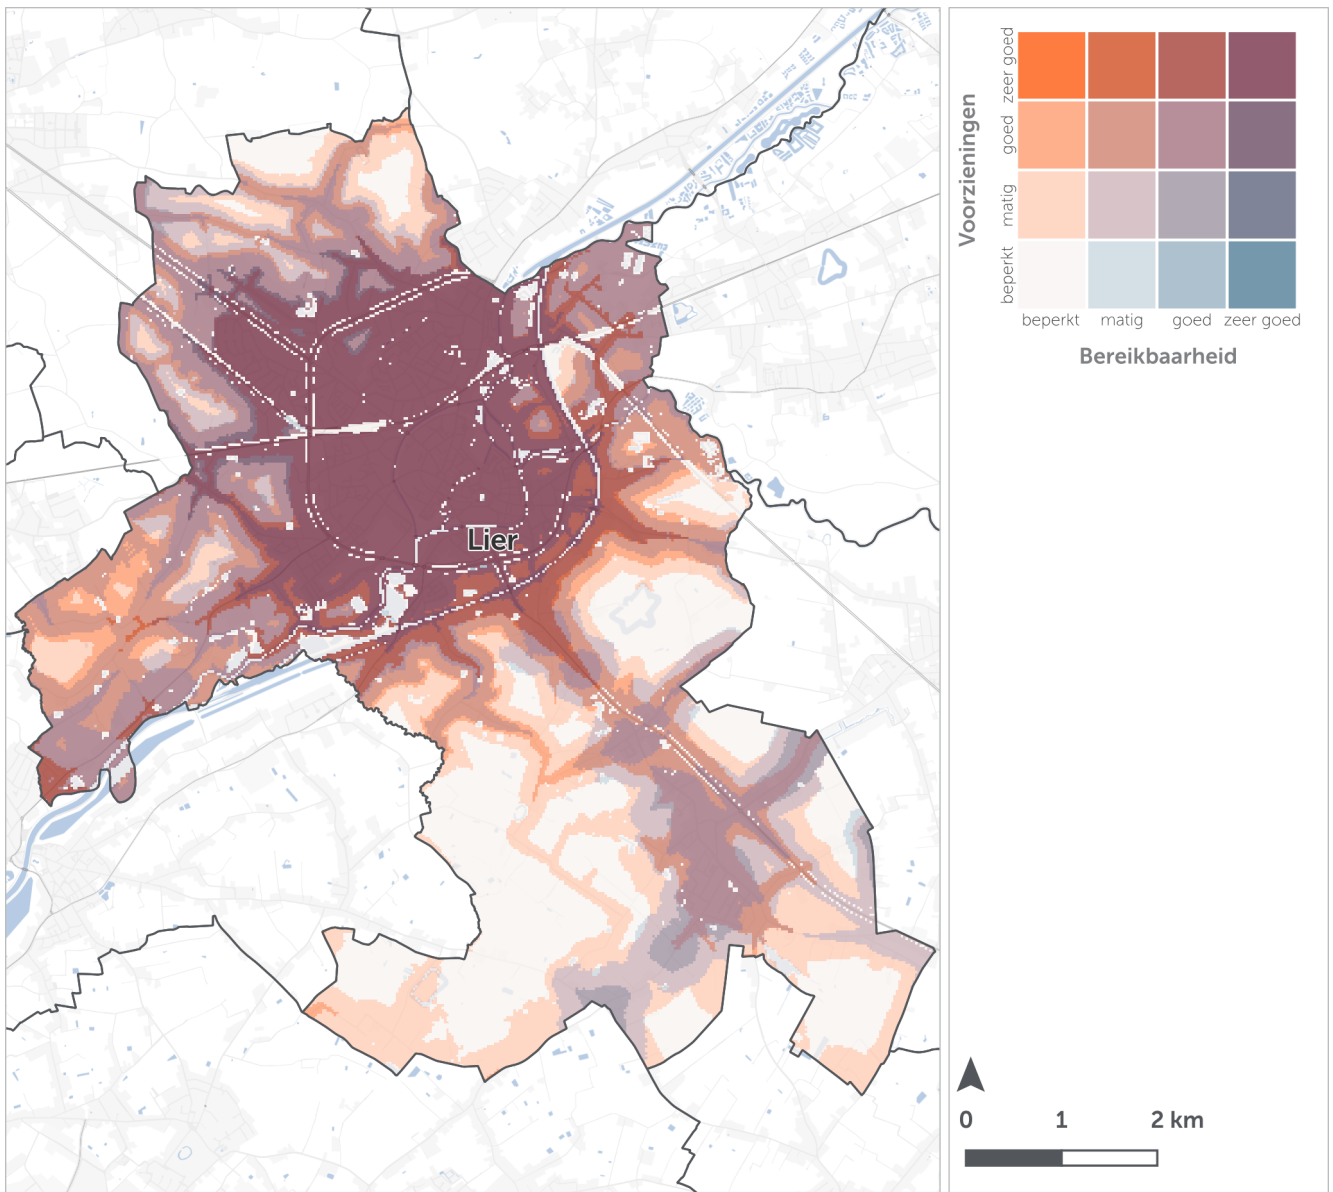 Lier
Voorzieningen
zeer goed
goed
matig
beperkt
beperkt matig goed zeer goed
Bereikbaarheid
0 1 2 km